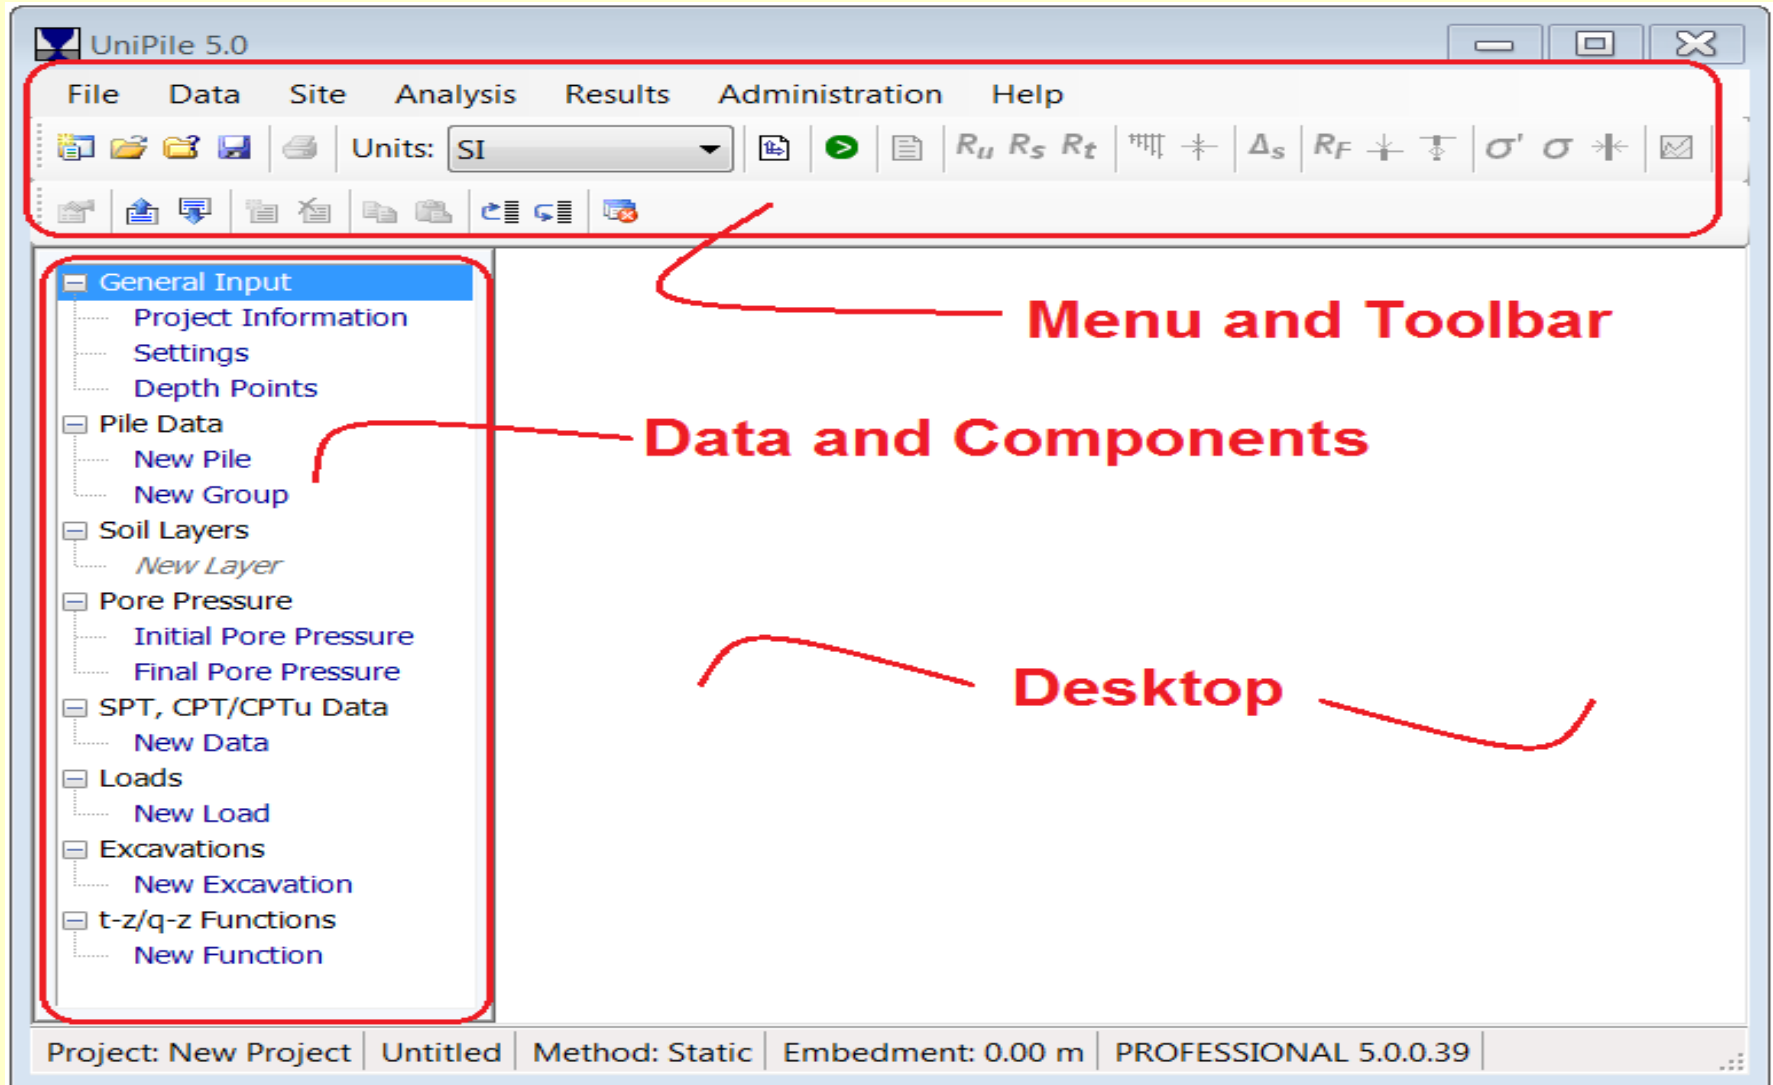 UniPile 5.0
File Data Site Analysis Results Administration Help
Units: SI Ru Rs Rt Δs RF σ' σ
General Input
Project Information
Settings
Depth Points
Pile Data
New Pile
New Group
Soil Layers
New Layer
Pore Pressure
Initial Pore Pressure
Final Pore Pressure
SPT, CPT/CPTu Data
New Data
Loads
New Load
Excavations
New Excavation
t-z/q-z Functions
New Function
Menu and Toolbar
Data and Components
Desktop
Project: New Project Untitled Method: Static Embedment: 0.00 m PROFESSIONAL 5.0.0.39